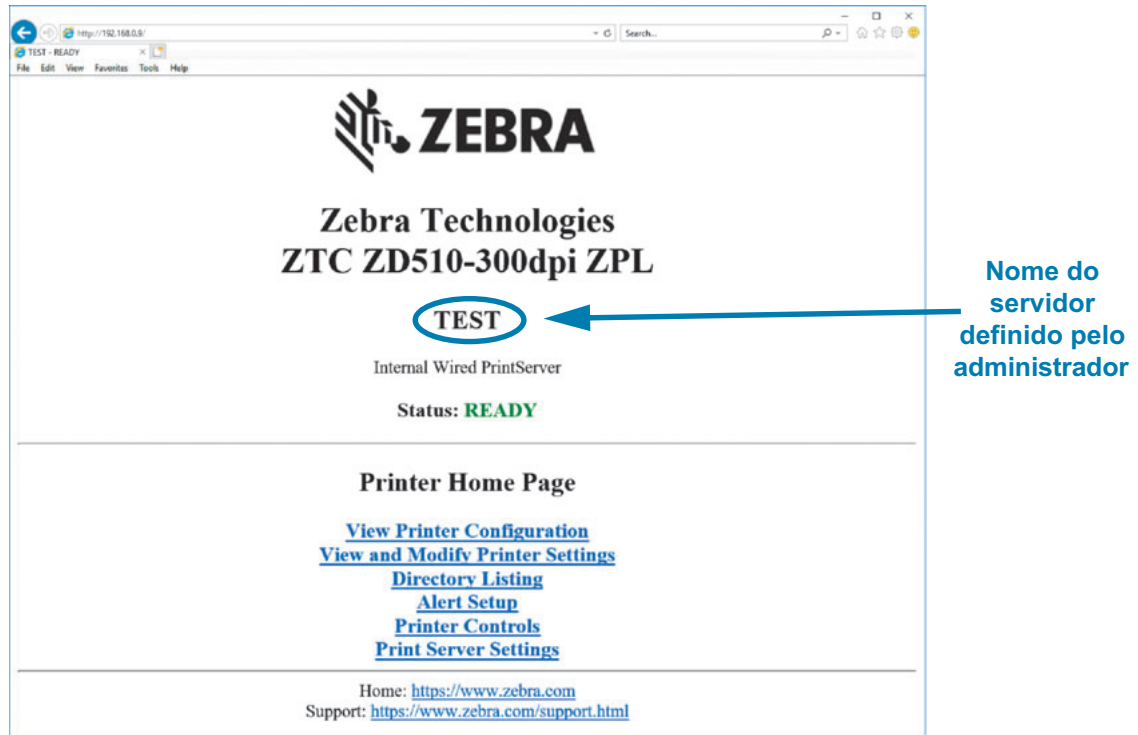 http://192.168.0.9/
Search...
TEST - READY
File Edit View Favorites Tools Help
ZEBRA
Zebra Technologies
ZTC ZD510-300dpi ZPL
TEST
Nome do
servidor
definido pelo
administrador
Internal Wired PrintServer
Status: READY
Printer Home Page
View Printer Configuration
View and Modify Printer Settings
Directory Listing
Alert Setup
Printer Controls
Print Server Settings
Home: https://www.zebra.com
Support: https://www.zebra.com/support.html